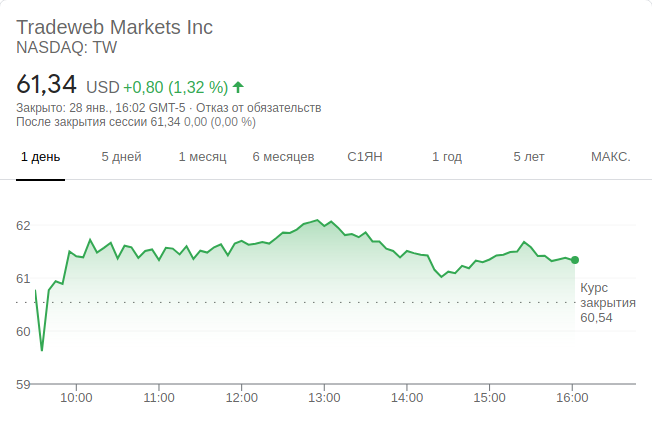 Tradeweb Markets Inc
NASDAQ: TW
61,34 USD +0,80 (1,32 %)
Закрыто: 28 янв., 16:02 GMT-5 · Отказ от обязательств
После закрытия сессии 61,34 0,00 (0,00 %)
1 день 5 дней 1 месяц 6 месяцев С1ЯН 1 год 5 лет МАКС.
62
61
Курс
закрытия
60,54
60
59
10:00 11:00 12:00 13:00 14:00 15:00 16:00